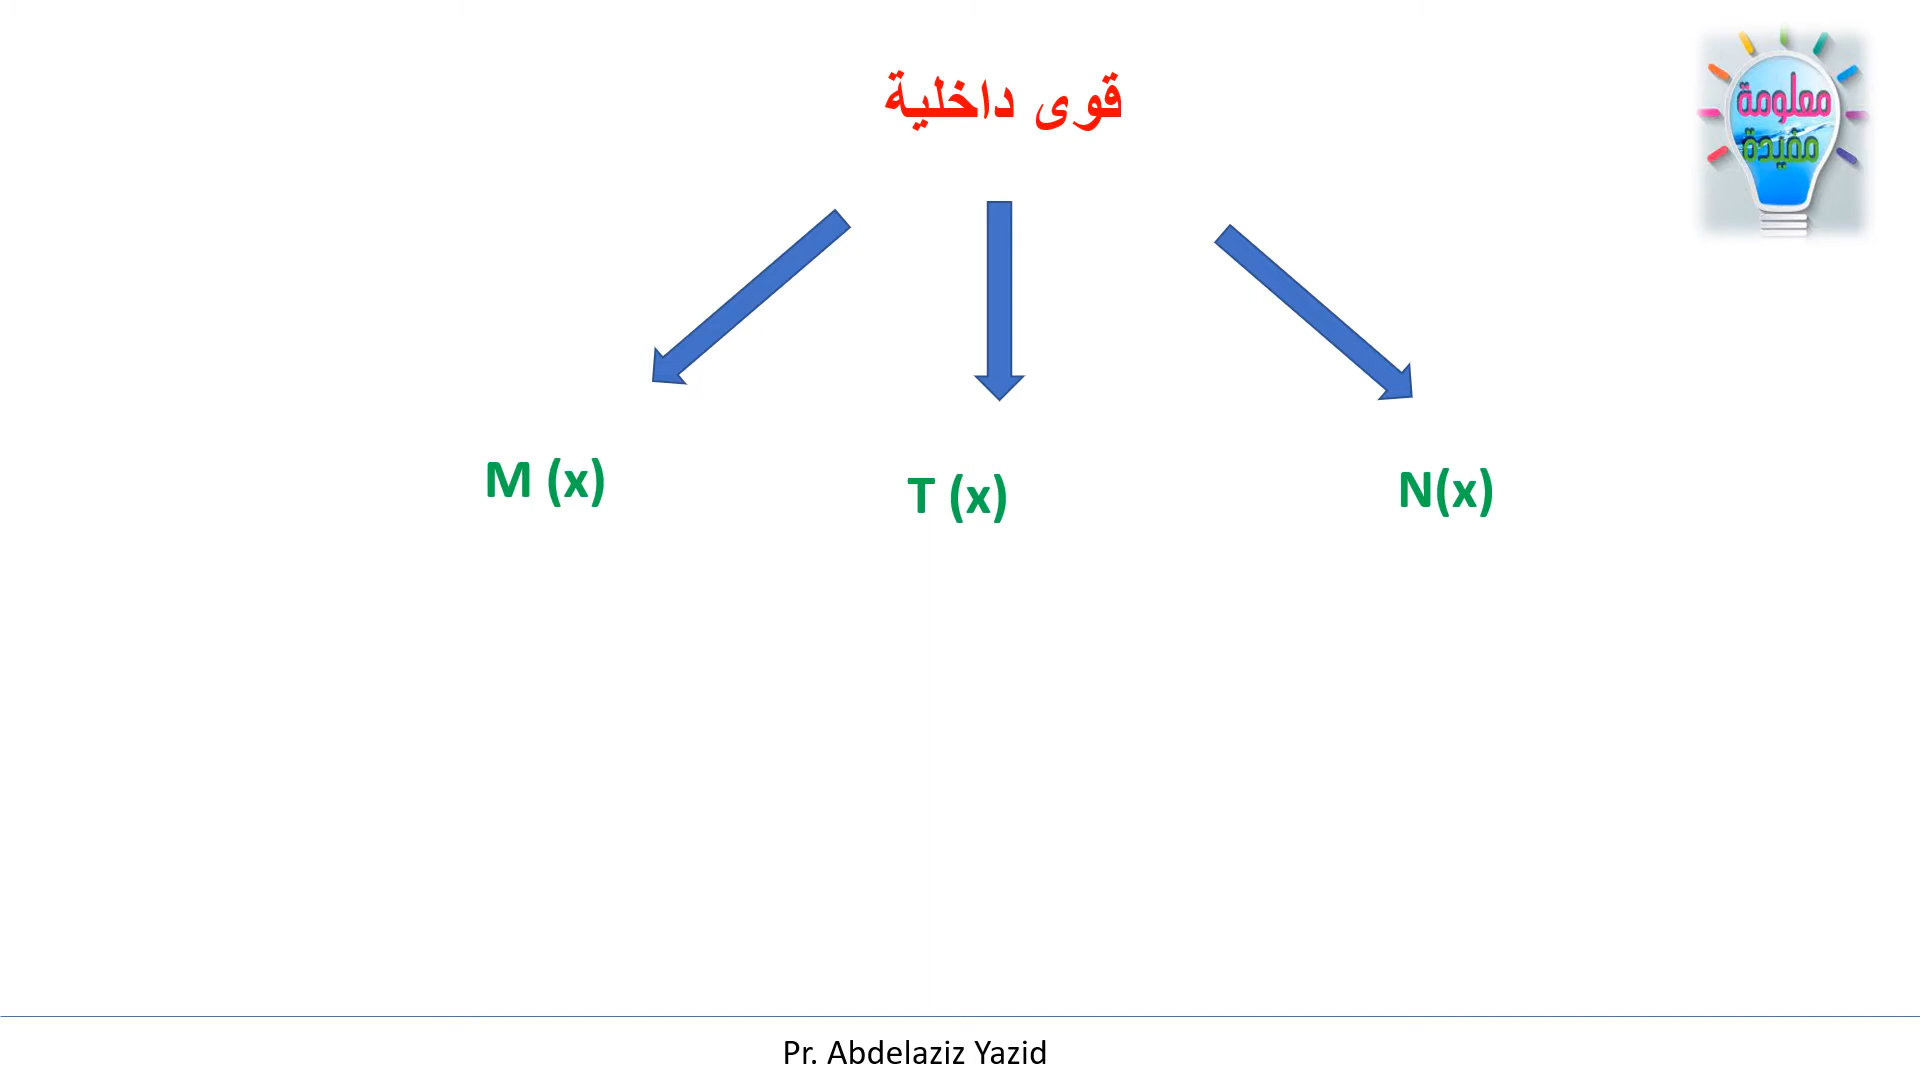 قوى داخلية
معلومة
مفيدة
M (x)
T (x)
N(x)
Pr. Abdelaziz Yazid